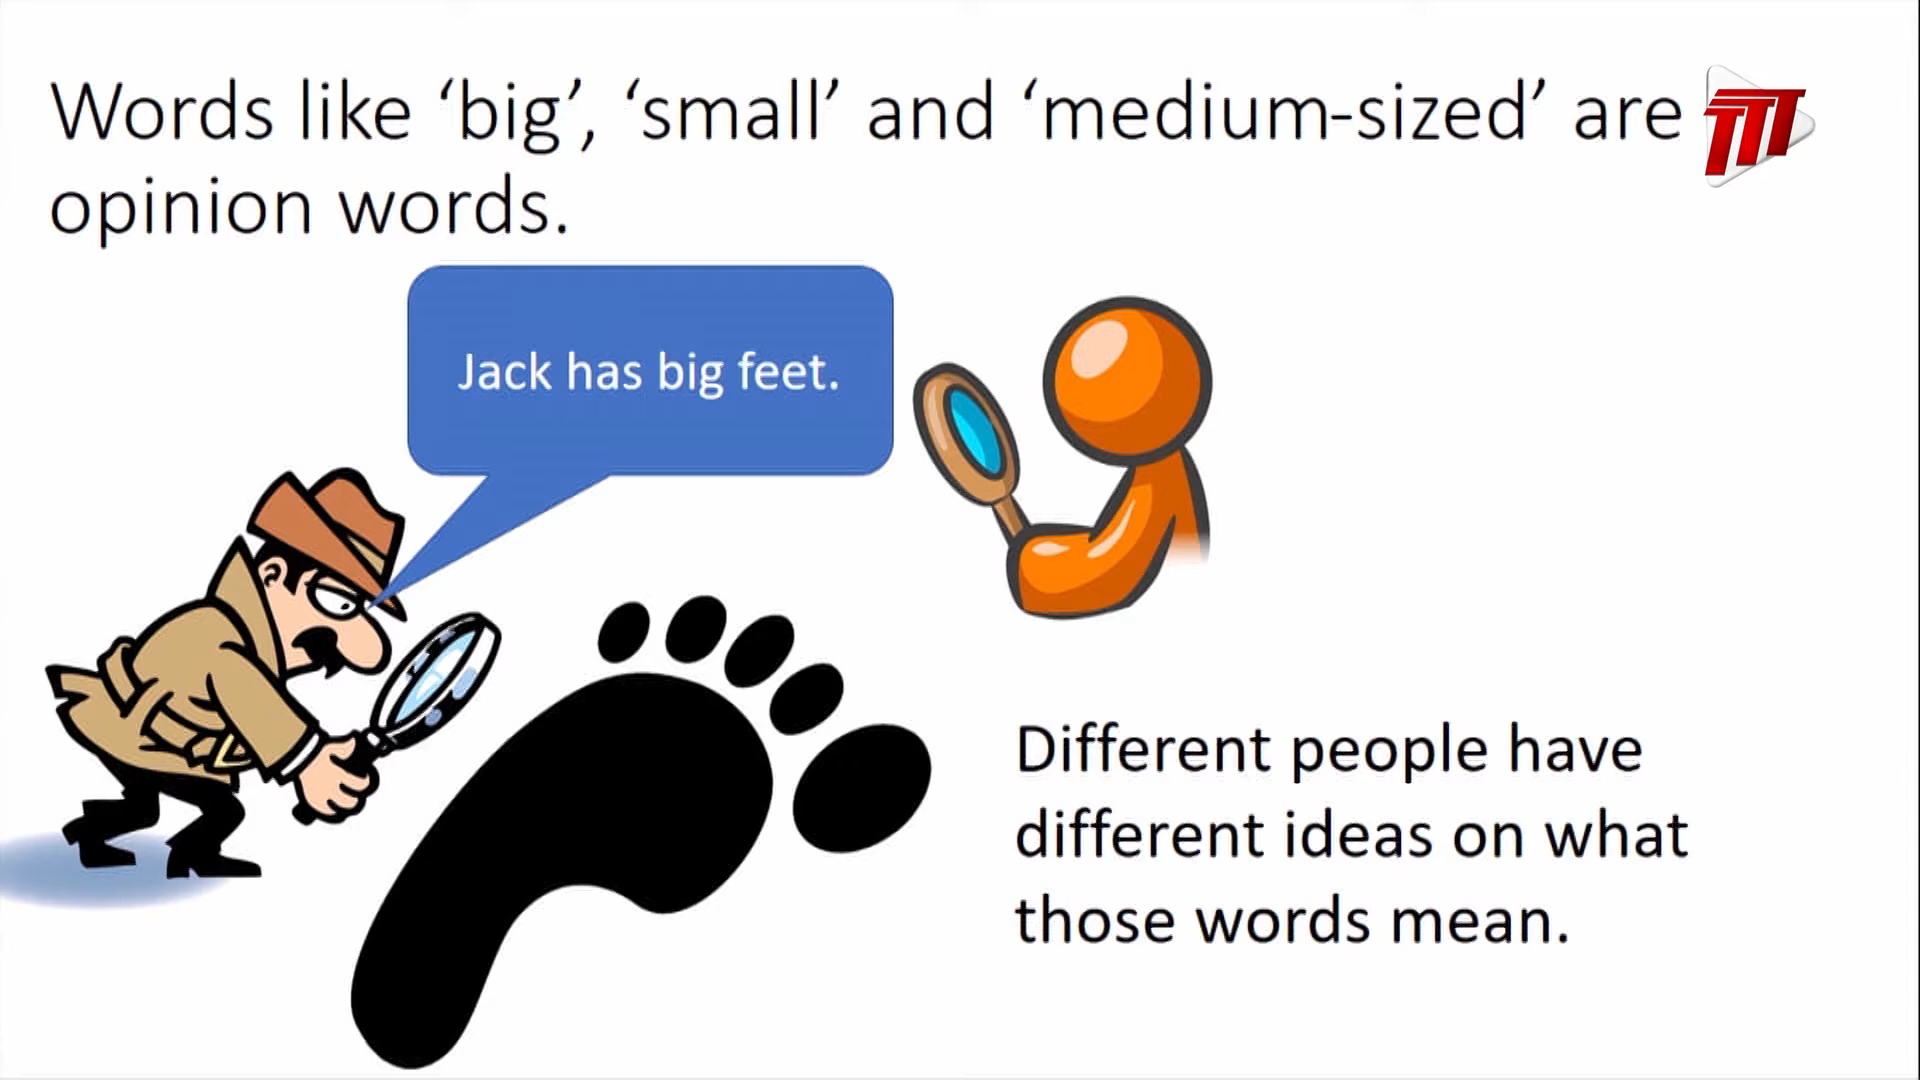 Words like ‘big’, ‘small’ and ‘medium-sized’ are
opinion words.
TTT
Jack has big feet.
Different people have
different ideas on what
those words mean.